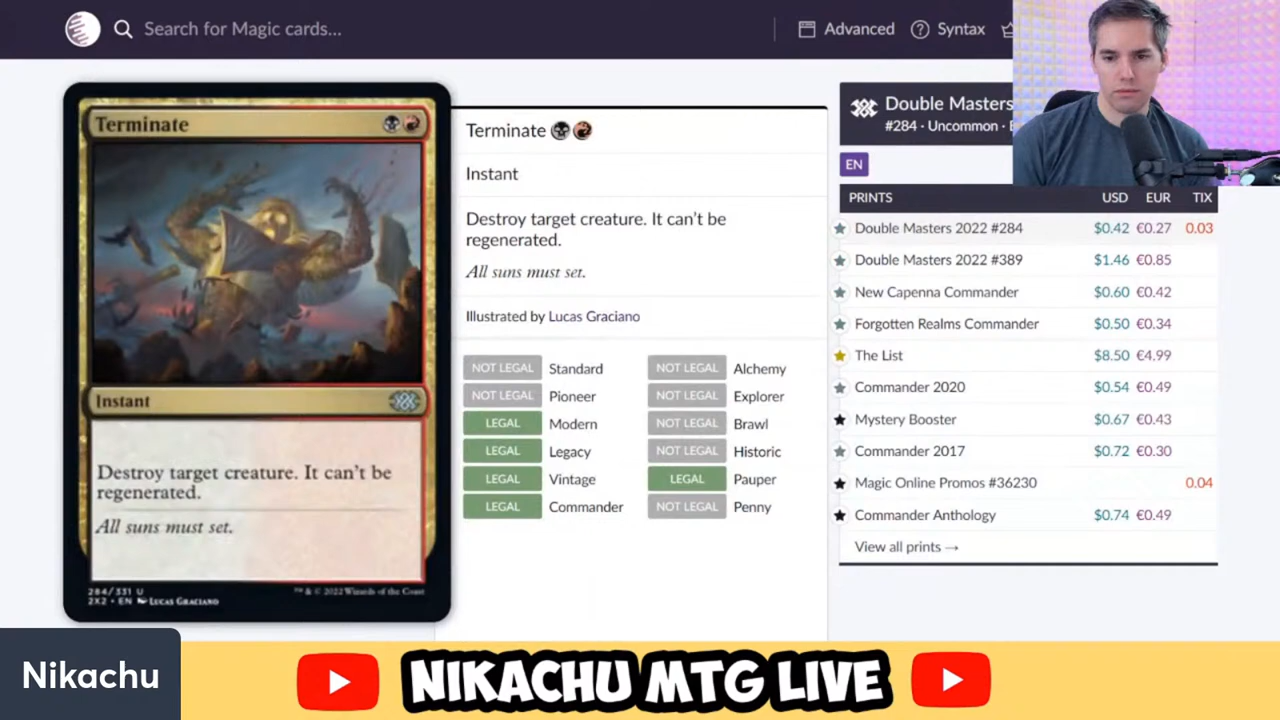 Search for Magic cards...
Advanced
Syntax
Terminate
Instant
Destroy target creature. It can't be
regenerated.
All suns must set.
284/331 U
2X2 • EN LUCAS GRACIANO
™ & © 2022 Wizards of the Coast
Terminate
Instant
Destroy target creature. It can't be
regenerated.
All suns must set.
Illustrated by Lucas Graciano
NOT LEGAL Standard NOT LEGAL Alchemy
NOT LEGAL Pioneer NOT LEGAL Explorer
LEGAL Modern NOT LEGAL Brawl
LEGAL Legacy NOT LEGAL Historic
LEGAL Vintage LEGAL Pauper
LEGAL Commander NOT LEGAL Penny
Double Masters
#284 · Uncommon ·
EN
PRINTS USD EUR TIX
Double Masters 2022 #284 $0.42 €0.27 0.03
Double Masters 2022 #389 $1.46 €0.85
New Capenna Commander $0.60 €0.42
Forgotten Realms Commander $0.50 €0.34
The List $8.50 €4.99
Commander 2020 $0.54 €0.49
Mystery Booster $0.67 €0.43
Commander 2017 $0.72 €0.30
Magic Online Promos #36230 0.04
Commander Anthology $0.74 €0.49
View all prints →
Nikachu
NIKACHU MTG LIVE